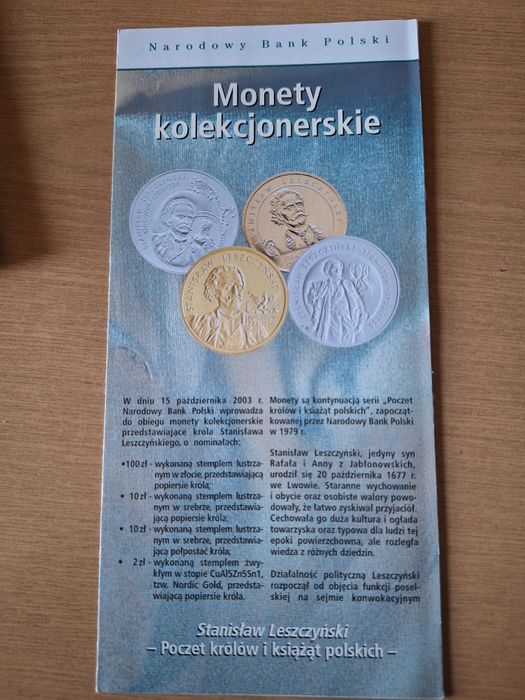 Narodowy Bank Polski
Monety
kolekcjonerskie
STANISŁAW LESZCZYŃSKI
STANISŁAW LESZCZYŃSKI
W dniu 15 października 2003 r.
Narodowy Bank Polski wprowadza
do obiegu monety kolekcjonerskie
przedstawiające króla Stanisława
Leszczyńskiego, o nominałach:
•100 zł - wykonaną stemplem lustrza-
nym w złocie, przedstawiającą
popiersie króla;
• 10 zł - wykonaną stemplem lustrza-
nym w srebrze, przedstawia-
jącą popiersie króla;
• 10 zł - wykonaną stemplem lustrza-
nym w srebrze, przedstawia-
jącą półpostać króla;
• 2 zł - wykonaną stemplem zwy-
kłym w stopie CuAl5Zn5Sn1,
tzw. Nordic Gold, przedsta-
wiającą popiersie króla.
Monety są kontynuacją serii „Poczet
królów i książąt polskich”, zapocząt-
kowanej przez Narodowy Bank Polski
w 1979 r.
Stanisław Leszczyński, jedyny syn
Rafała i Anny z Jabłonowskich,
urodził się 20 października 1677 r.
we Lwowie. Staranne wychowanie
i obycie oraz osobiste walory powo-
dowały, że łatwo zyskiwał przyjaciół.
Cechowała go duża kultura i ogłada
towarzyska oraz typowa dla ludzi tej
epoki powierzchowna, ale rozległa
wiedza z różnych dziedzin.
Działalność polityczną Leszczyński
rozpoczął od objęcia funkcji posel-
skiej na sejmie konwokacyjnym
Stanisław Leszczyński
– Poczet królów i książąt polskich –